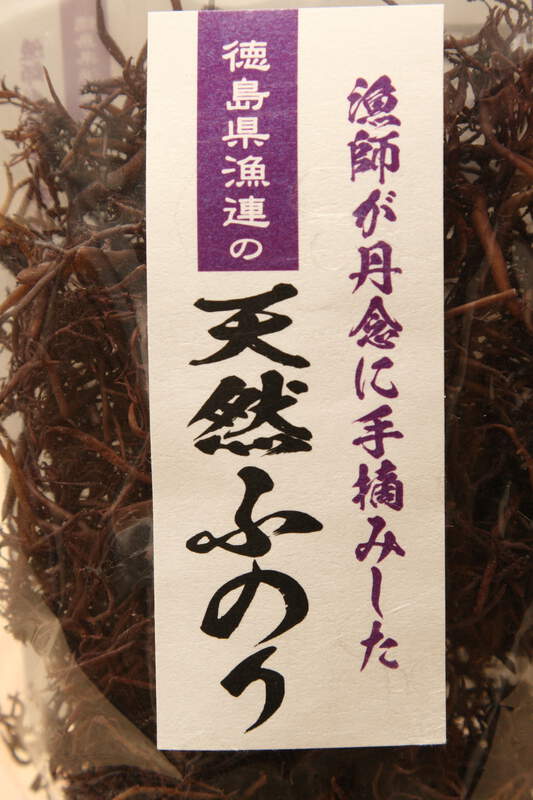 漁師が丹念に手摘みした
徳島県漁連の
天然ふのり